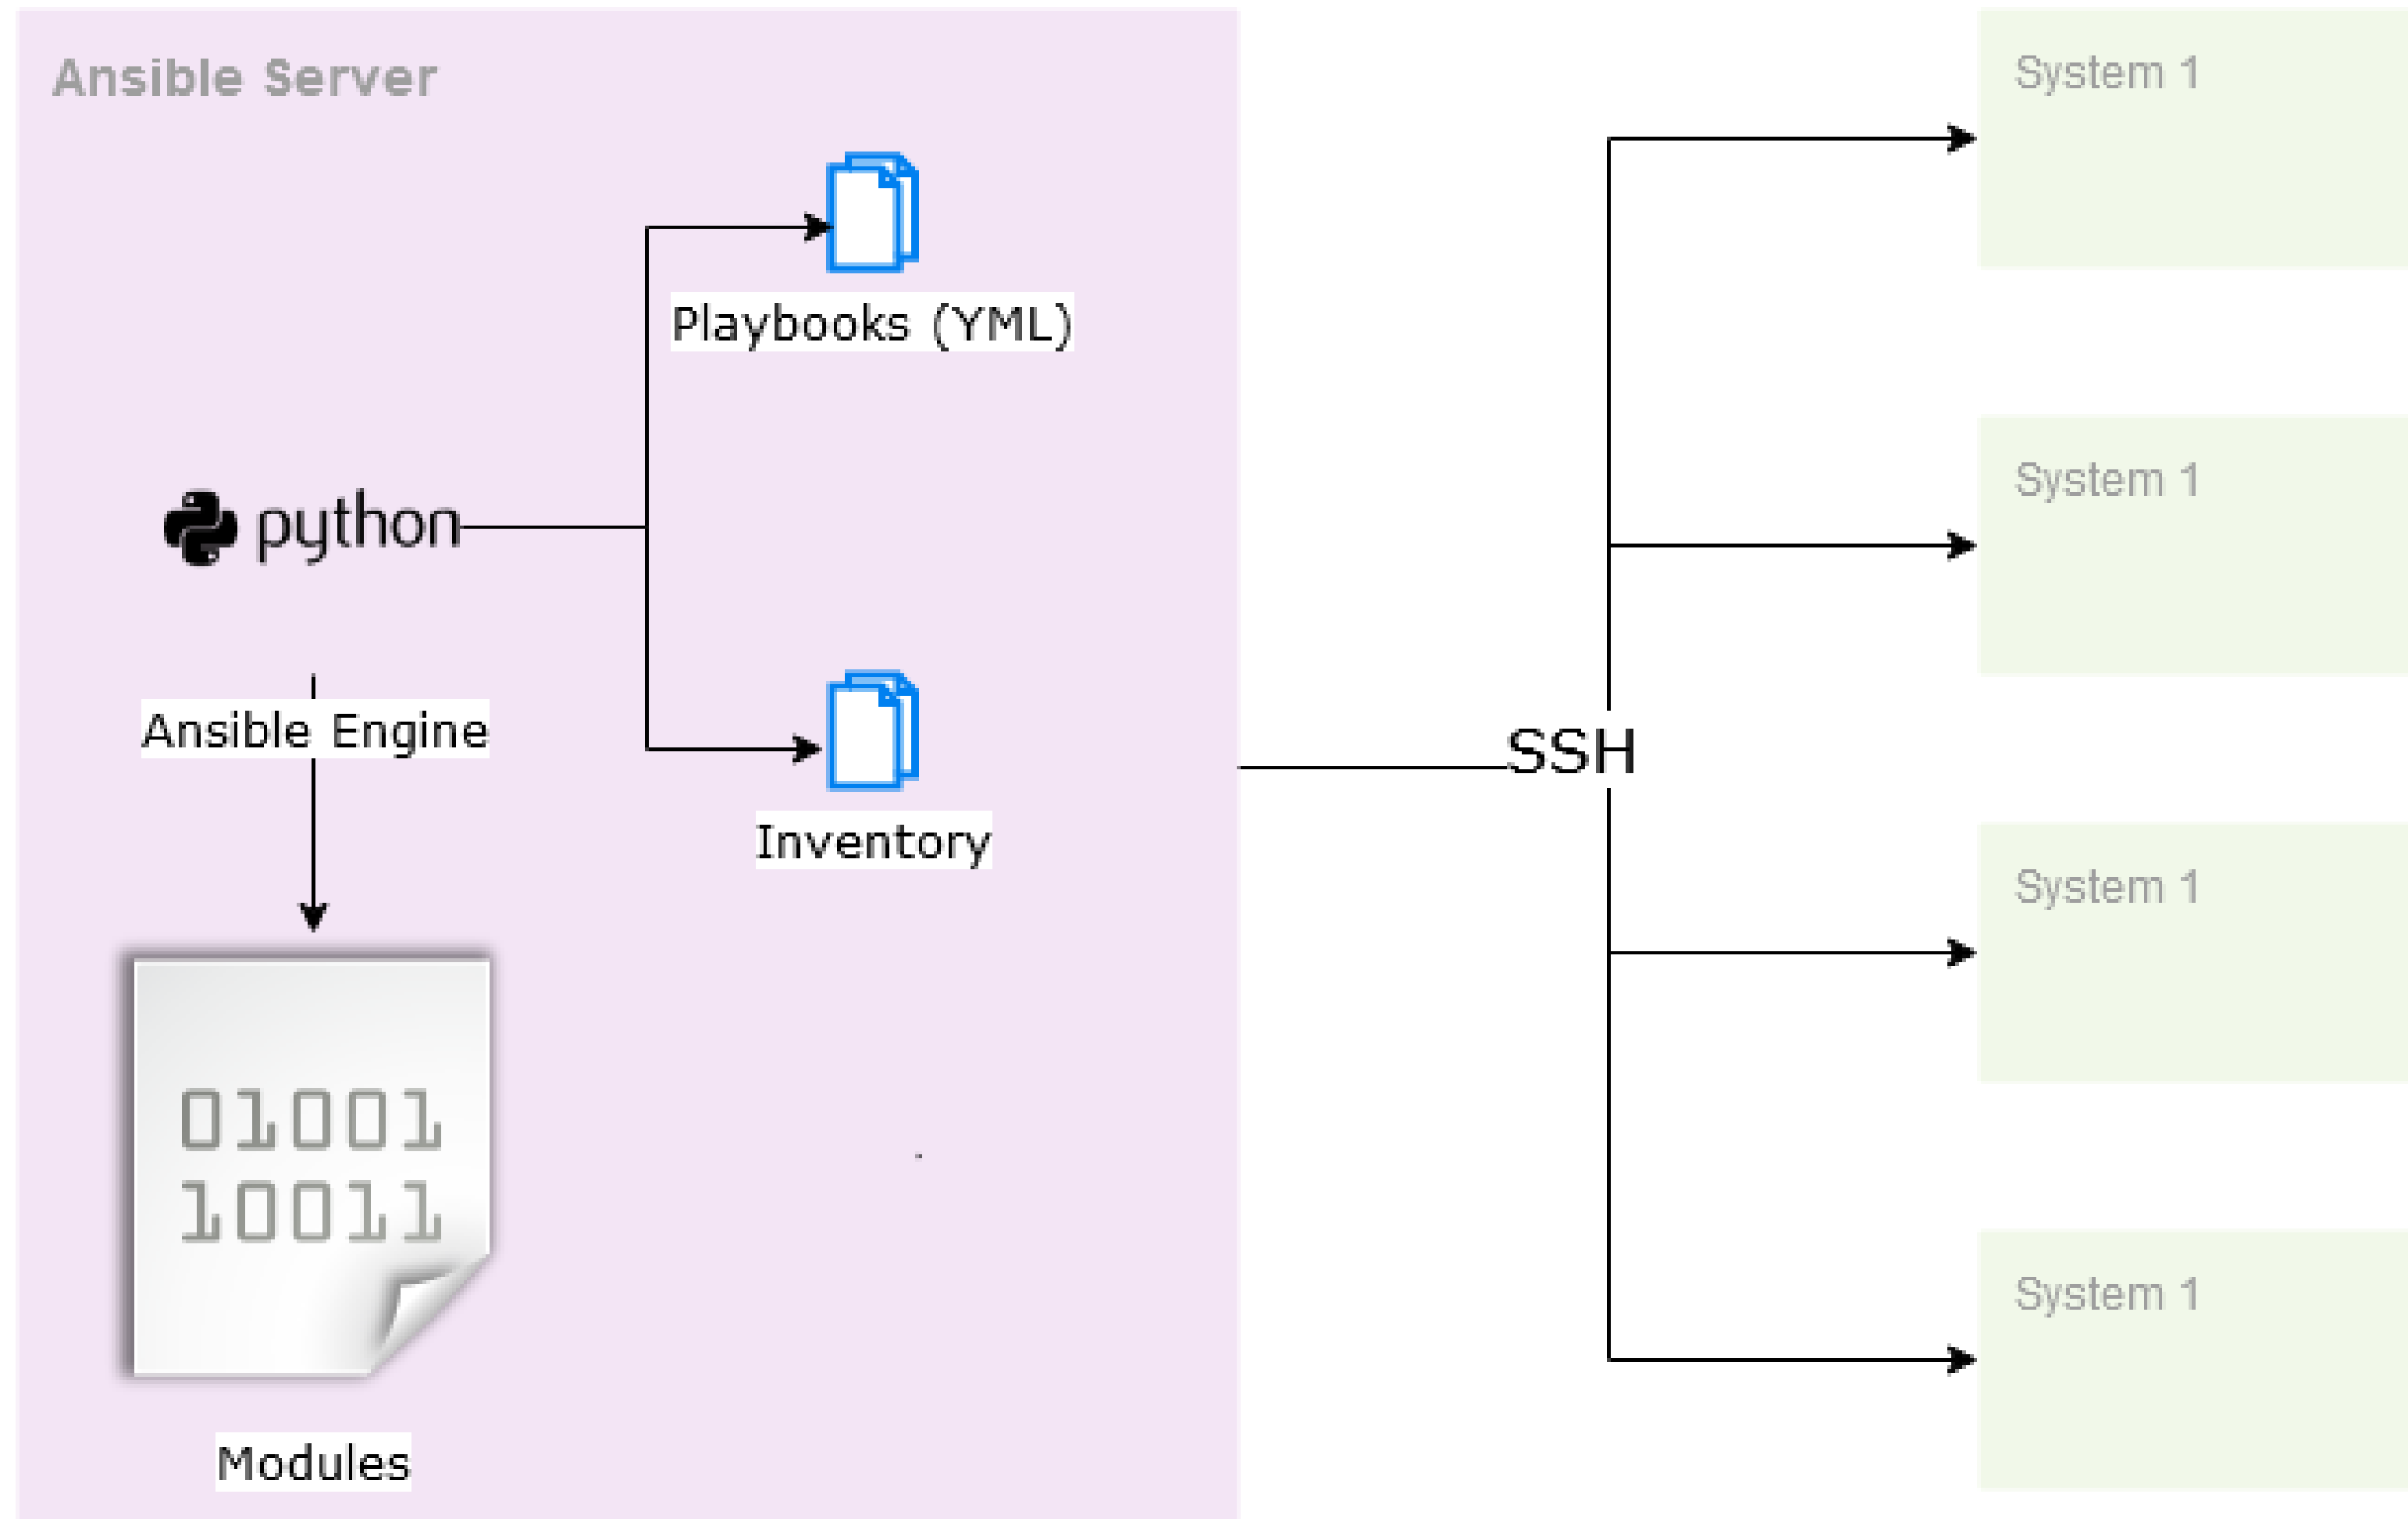 Ansible Server
Playbooks (YML)
python
Ansible Engine
Inventory
01001
10011
Modules
SSH
System 1
System 1
System 1
System 1